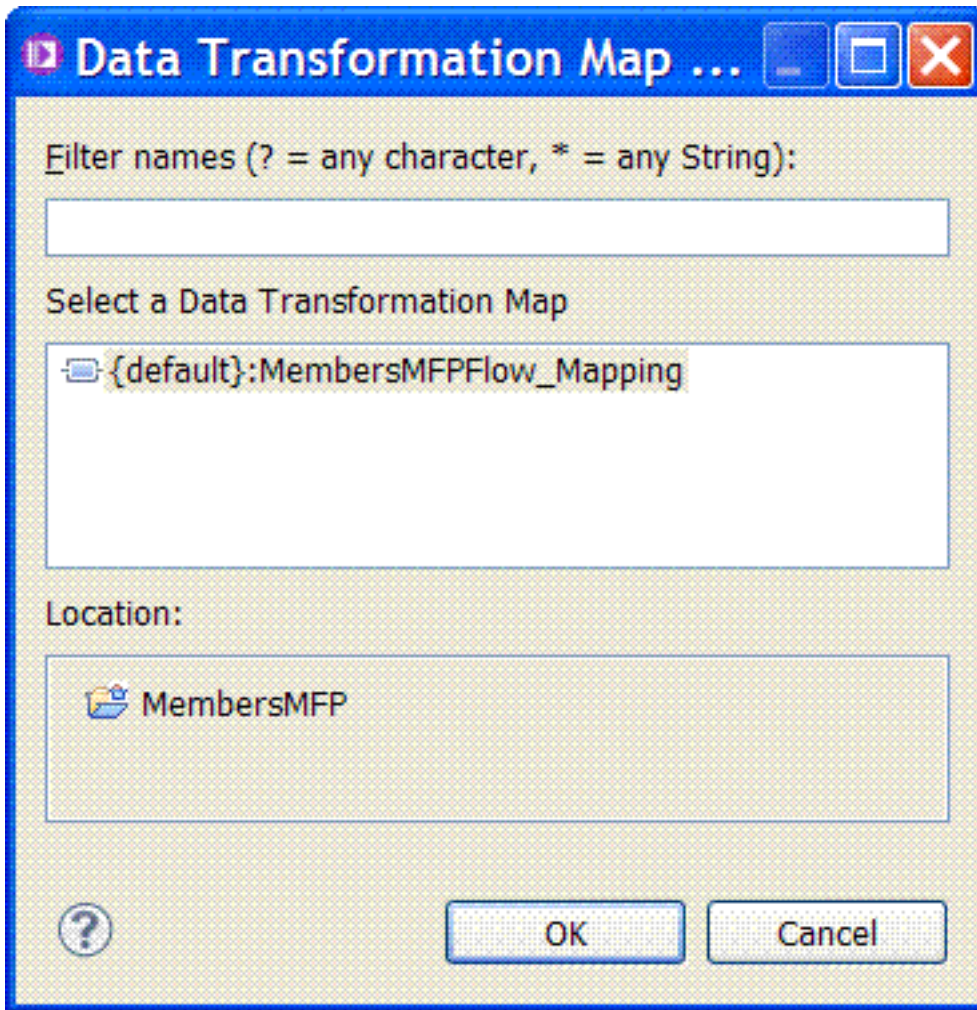 Data Transformation Map ...
Filter names (? = any character, * = any String):
Select a Data Transformation Map
{default}:MembersMFPFlow_Mapping
Location:
MembersMFP
? OK Cancel